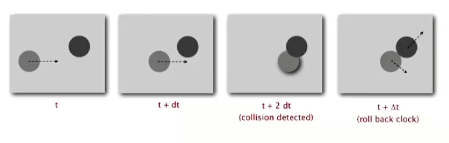 t
t + dt
t + 2 dt
(collision detected)
t + Δt
(roll back clock)